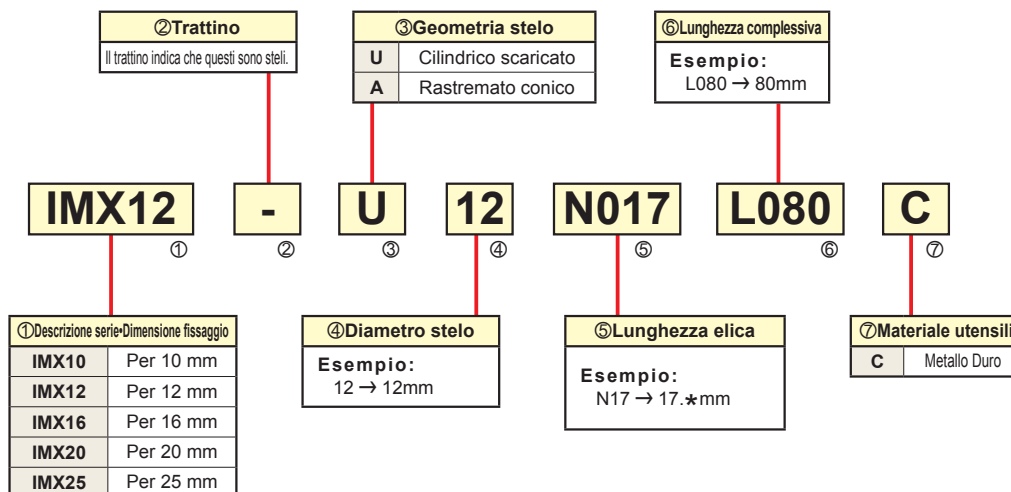 ②Trattino
Il trattino indica che questi sono steli.
③Geometria stelo
U Cilindrico scaricato
A Rastremato conico
⑥Lunghezza complessiva
Esempio:
L080 → 80mm
IMX12 - U 12 N017 L080 C
① ② ③ ④ ⑤ ⑥ ⑦
①Descrizione serie•Dimensione fissaggio
IMX10 Per 10 mm
IMX12 Per 12 mm
IMX16 Per 16 mm
IMX20 Per 20 mm
IMX25 Per 25 mm
④Diametro stelo
Esempio:
12 → 12mm
⑤Lunghezza elica
Esempio:
N17 → 17.*mm
⑦Materiale utensili
C Metallo Duro